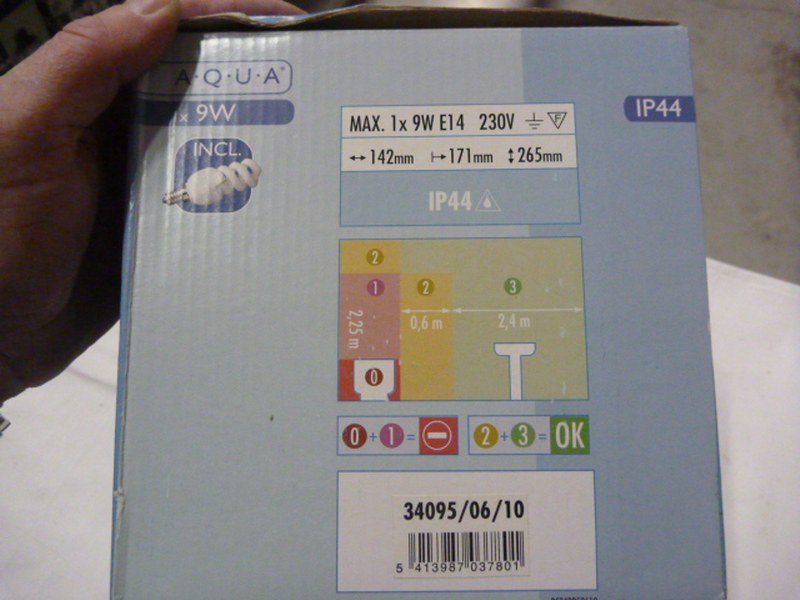 A·Q·U·A®
x 9W
INCL.
IP44
MAX. 1x 9W E14 230V
142mm 171mm 265mm
IP44
2
1 2 3
2,25 m
0,6 m 2,4 m
0
0 + 1 =
2 + 3 = OK
34095/06/10
5 413987 037801